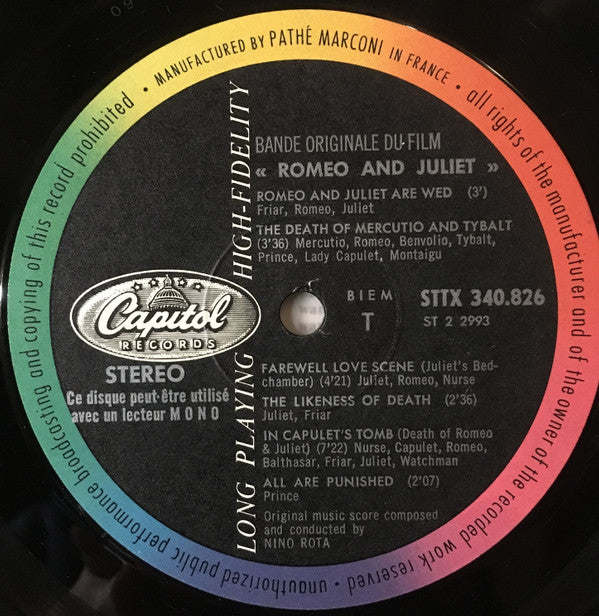 • MANUFACTURED BY PATHÉ MARCONI IN FRANCE •
all rights of the manufacturer and of the owner of the recorded work reserved •
unauthorized public performance broadcasting and copying of this record prohibited •
LONG PLAYING HIGH-FIDELITY
BANDE ORIGINALE DU FILM
« ROMEO AND JULIET »
ROMEO AND JULIET ARE WED (3')
Friar, Romeo, Juliet
THE DEATH OF MERCUTIO AND TYBALT
(3'36) Mercutio, Romeo, Benvolio, Tybalt,
Prince, Lady Capulet, Montaigu
Capitol
RECORDS
STEREO
Ce disque peut-être utilisé
avec un lecteur MONO
BIEM
T
STTX 340.826
ST 2 2993
FAREWELL LOVE SCENE (Juliet's Bed-
chamber) (4'21) Juliet, Romeo, Nurse
THE LIKENESS OF DEATH (2'36)
Juliet, Friar
IN CAPULET'S TOMB (Death of Romeo
& Juliet) (7'22) Nurse, Capulet, Romeo,
Balthasar, Friar, Juliet, Watchman
ALL ARE PUNISHED (2'07)
Prince
Original music score composed
and conducted by
NINO ROTA